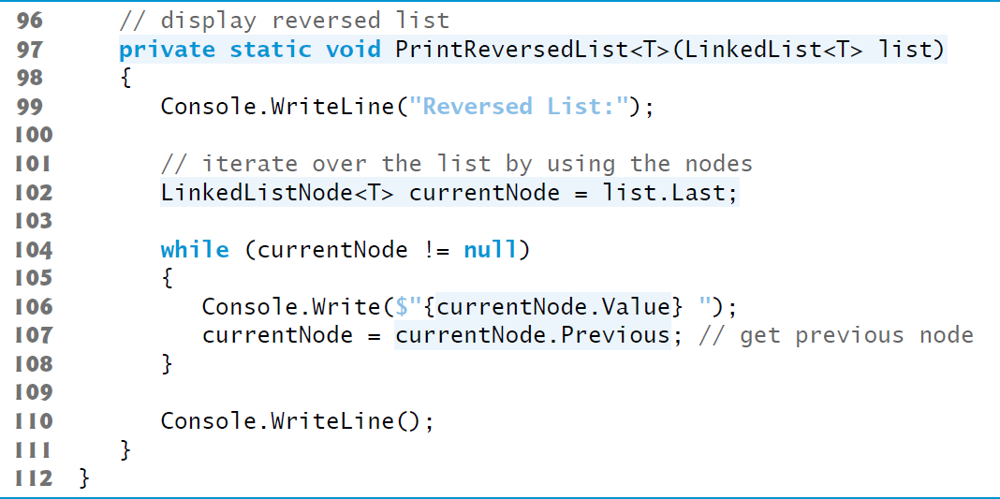 96 // display reversed list
97 private static void PrintReversedList<T>(LinkedList<T> list)
98 {
99 Console.WriteLine("Reversed List:");
100
101 // iterate over the list by using the nodes
102 LinkedListNode<T> currentNode = list.Last;
103
104 while (currentNode != null)
105 {
106 Console.Write($"{currentNode.Value} ");
107 currentNode = currentNode.Previous; // get previous node
108 }
109
110 Console.WriteLine();
111 }
112 }